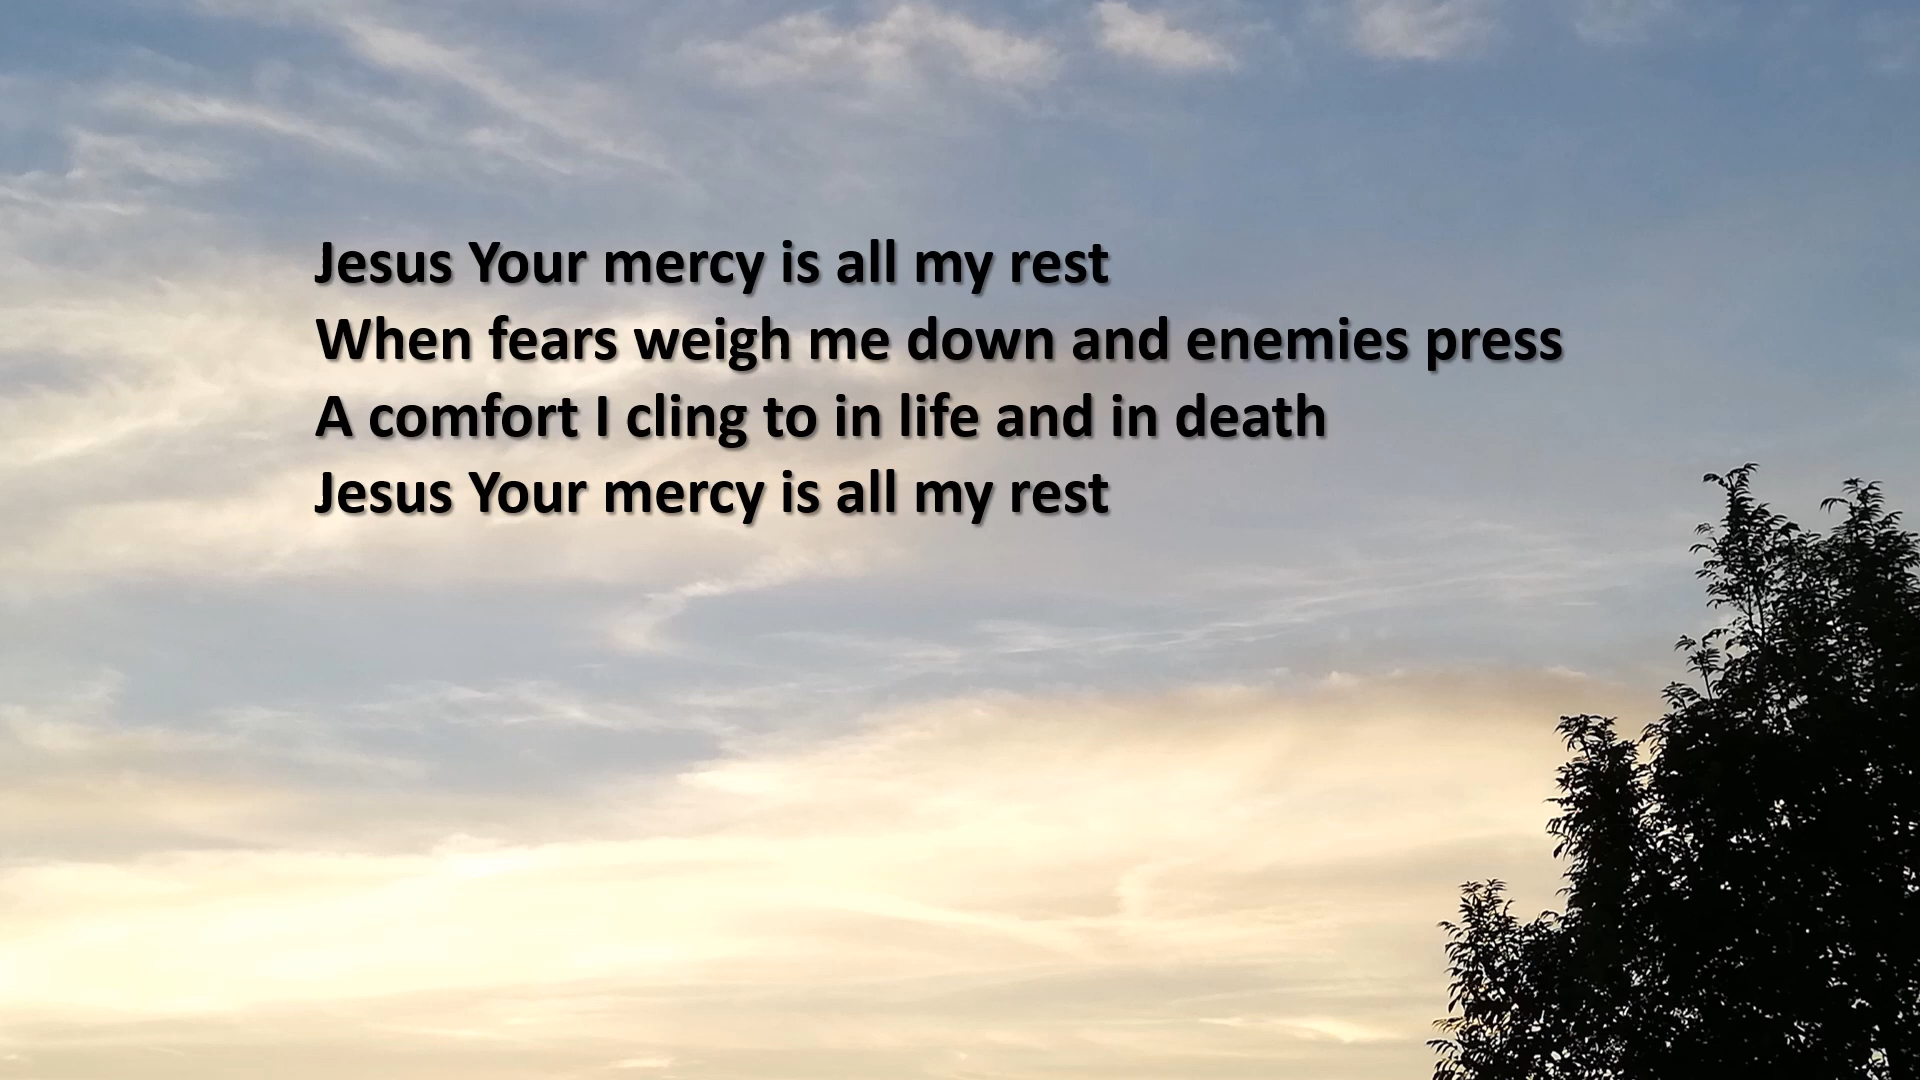 Jesus Your mercy is all my rest
When fears weigh me down and enemies press
A comfort I cling to in life and in death
Jesus Your mercy is all my rest